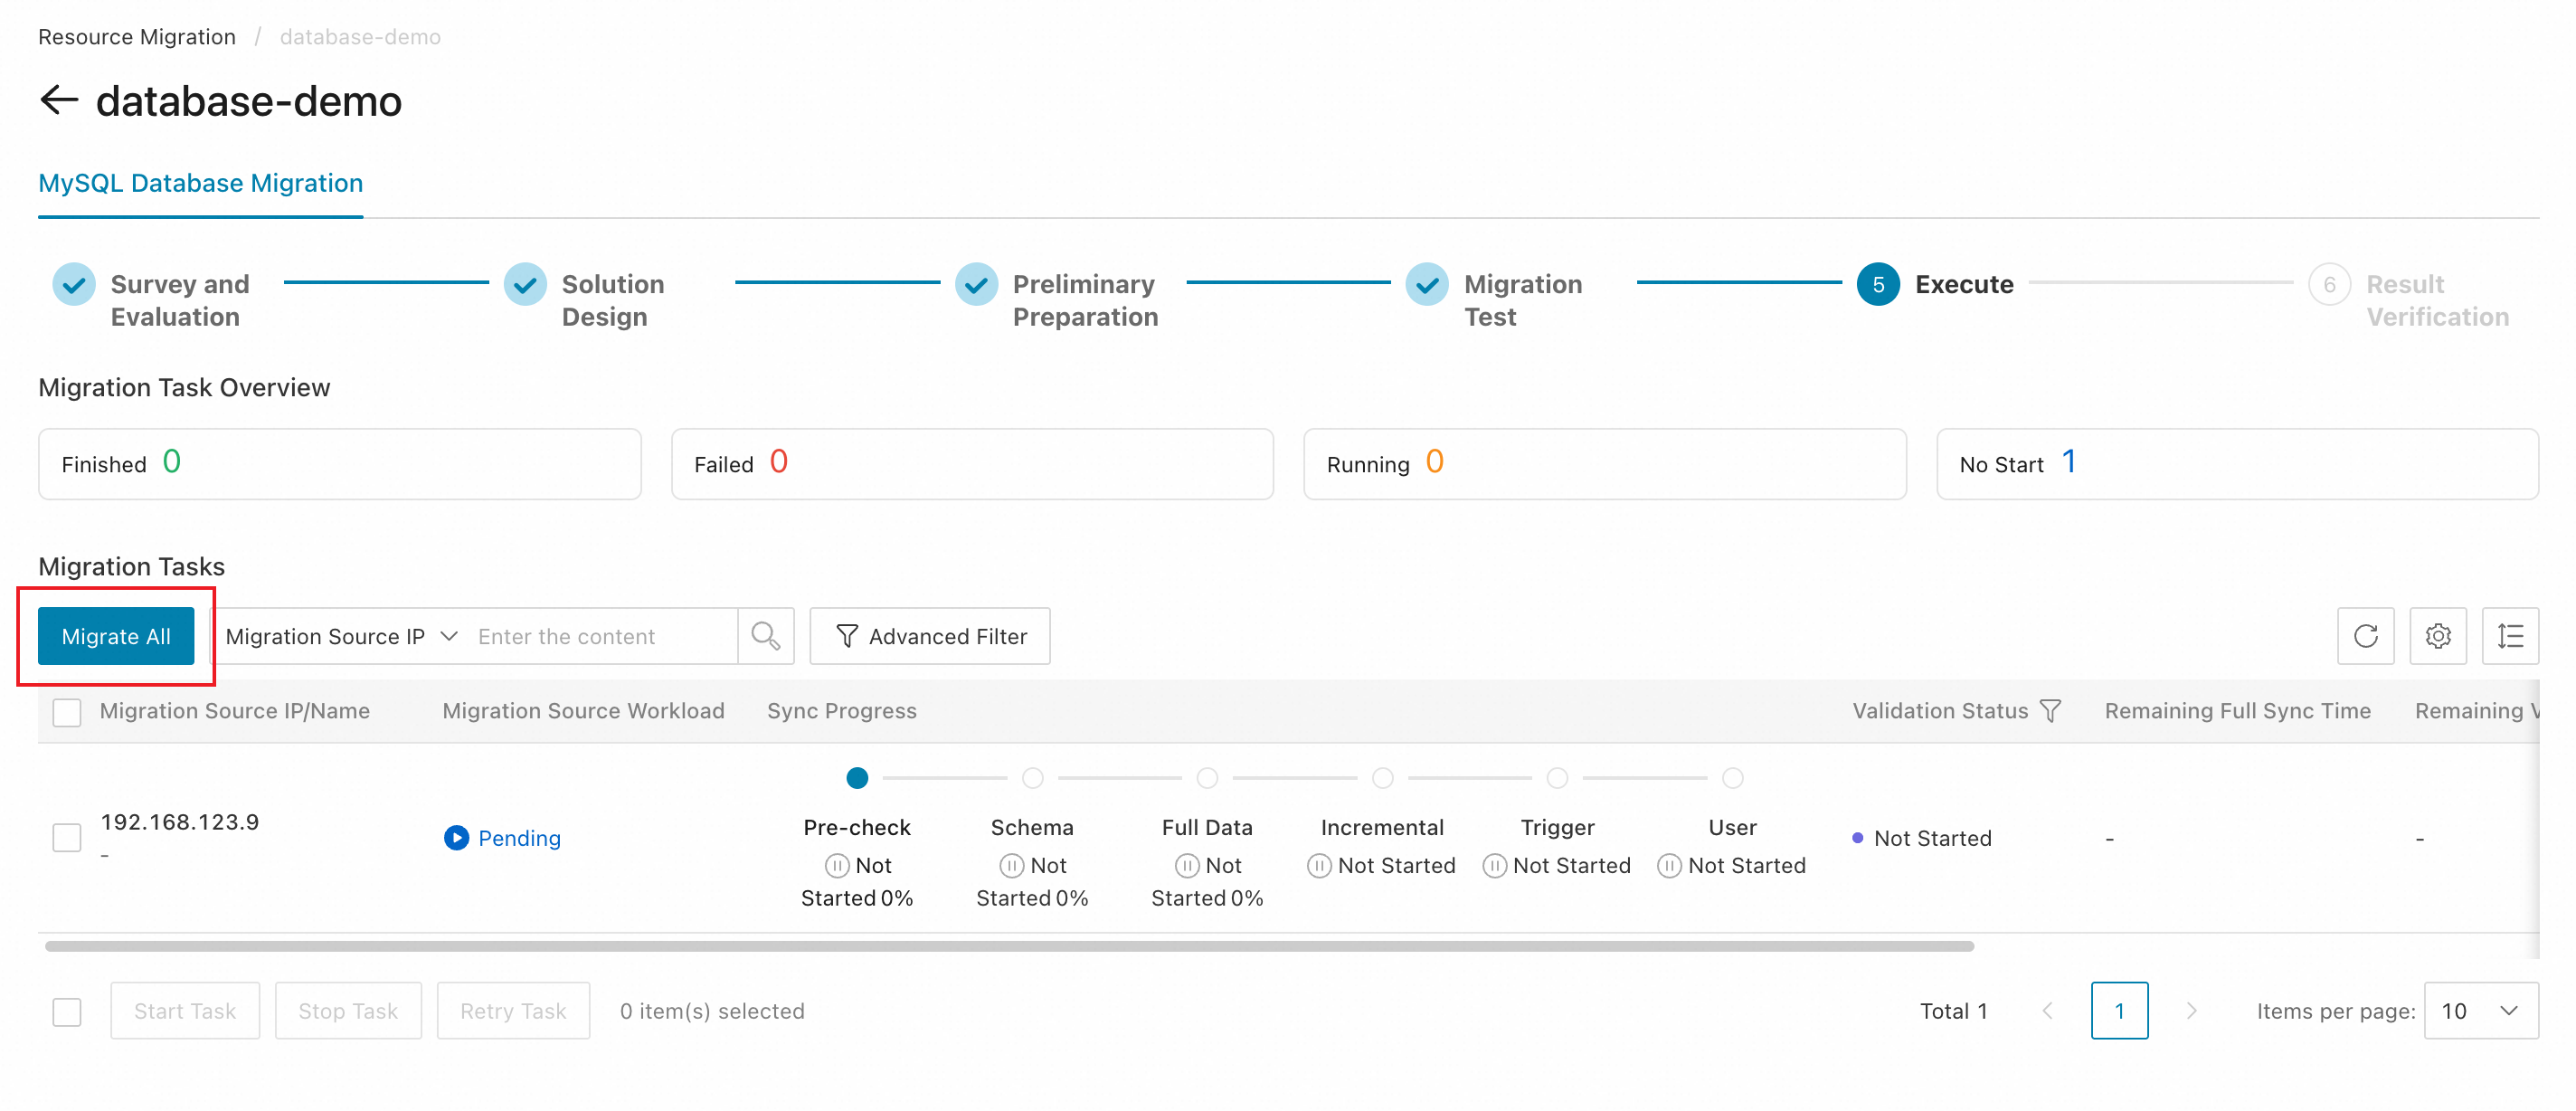 Resource Migration / database-demo
database-demo
MySQL Database Migration
Survey and
Evaluation
Solution
Design
Preliminary
Preparation
Migration
Test
5 Execute
6 Result
Verification
Migration Task Overview
Finished 0
Failed 0
Running 0
No Start 1
Migration Tasks
Migrate All
Migration Source IP
Enter the content
Advanced Filter
Migration Source IP/Name
Migration Source Workload
Sync Progress
Validation Status
Remaining Full Sync Time
Remaining
192.168.123.9
-
Pending
Pre-check
Not
Started 0%
Schema
Not
Started 0%
Full Data
Not
Started 0%
Incremental
Not Started
Trigger
Not Started
User
Not Started
Not Started
-
-
Start Task
Stop Task
Retry Task
0 item(s) selected
Total 1
1
Items per page: 10